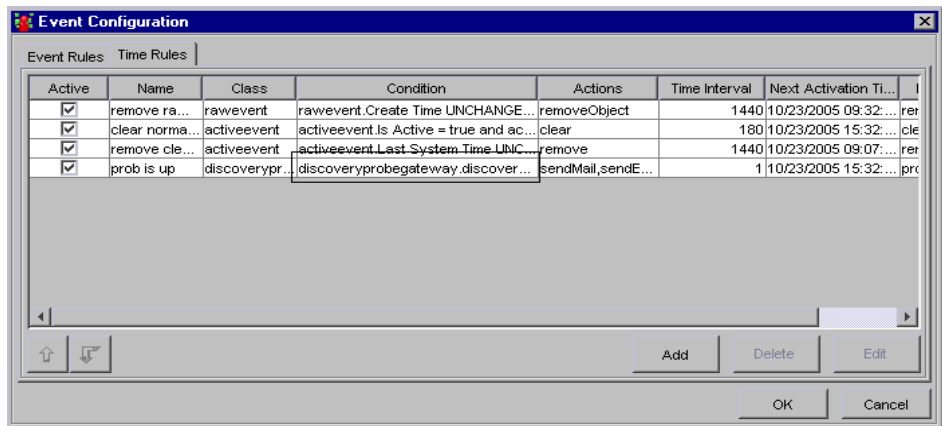 Event Configuration
Event Rules Time Rules
Active Name Class Condition Actions Time Interval Next Activation Ti...
remove ra... rawevent rawevent.Create Time UNCHANGE... removeObject 1440 10/23/2005 09:32:... rer
clear norma... activeevent activeevent.Is Active = true and ac... clear 180 10/23/2005 15:32:... cle
remove cle... activeevent activeevent.Last System Time UNC... remove 1440 10/23/2005 09:07:... rer
prob is up discoverypr... discoveryprobegateway.discover... sendMail,sendE... 1 10/23/2005 15:32:... pro
Add Delete Edit
OK Cancel